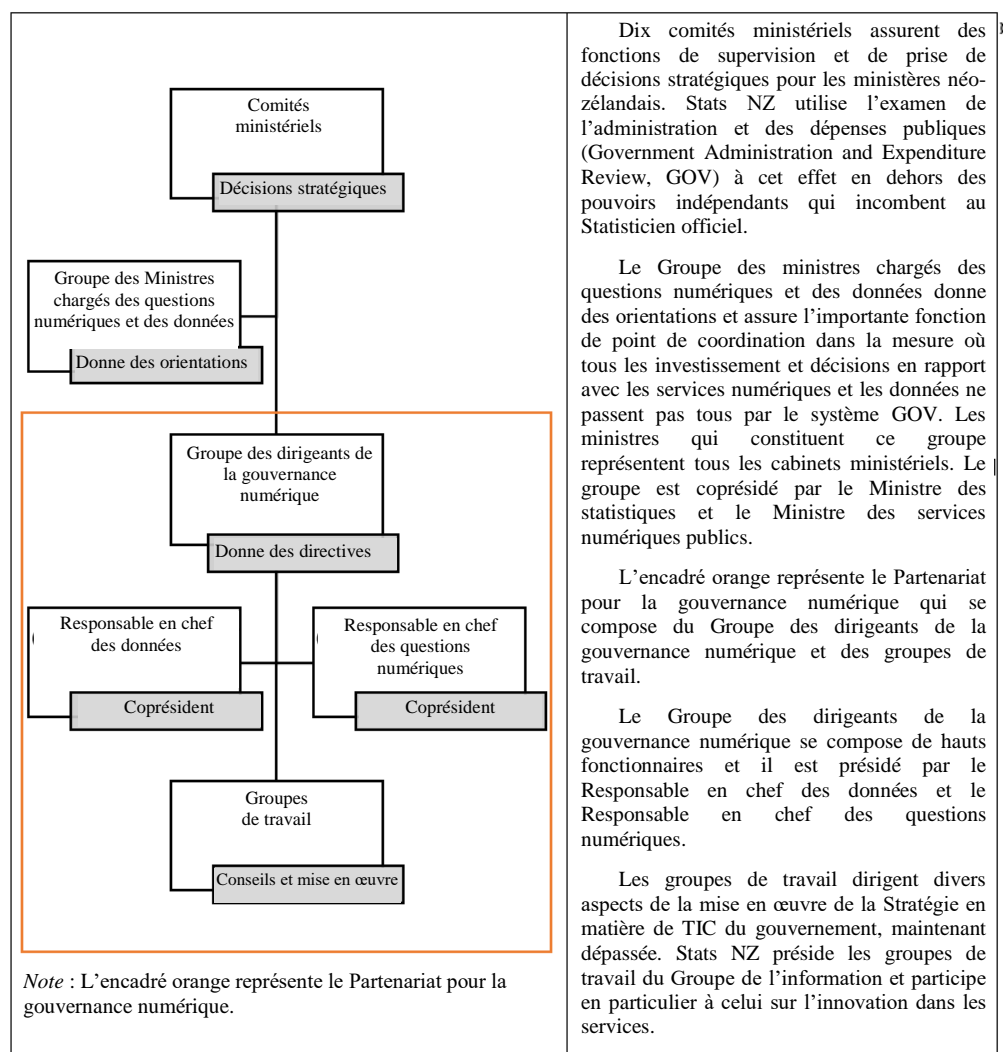 Comités
ministériels
Décisions stratégiques
Groupe des Ministres
chargés des questions
numériques et des données
Donne des orientations
Groupe des dirigeants de
la gouvernance
numérique
Donne des directives
Responsable en chef
des données
Coprésident
Responsable en chef
des questions
numériques
Coprésident
Groupes
de travail
Conseils et mise en œuvre
Note : L’encadré orange représente le Partenariat pour la
gouvernance numérique.
Dix comités ministériels assurent des
fonctions de supervision et de prise de
décisions stratégiques pour les ministères néo-
zélandais. Stats NZ utilise l’examen de
l’administration et des dépenses publiques
(Government Administration and Expenditure
Review, GOV) à cet effet en dehors des
pouvoirs indépendants qui incombent au
Statisticien officiel.
Le Groupe des ministres chargés des
questions numériques et des données donne
des orientations et assure l’importante fonction
de point de coordination dans la mesure où
tous les investissement et décisions en rapport
avec les services numériques et les données ne
passent pas tous par le système GOV. Les
ministres qui constituent ce groupe
représentent tous les cabinets ministériels. Le
groupe est coprésidé par le Ministre des
statistiques et le Ministre des services
numériques publics.
L’encadré orange représente le Partenariat
pour la gouvernance numérique qui se
compose du Groupe des dirigeants de la
gouvernance numérique et des groupes de
travail.
Le Groupe des dirigeants de la
gouvernance numérique se compose de hauts
fonctionnaires et il est présidé par le
Responsable en chef des données et le
Responsable en chef des questions
numériques.
Les groupes de travail dirigent divers
aspects de la mise en œuvre de la Stratégie en
matière de TIC du gouvernement, maintenant
dépassée. Stats NZ préside les groupes de
travail du Groupe de l’information et participe
en particulier à celui sur l’innovation dans les
services.